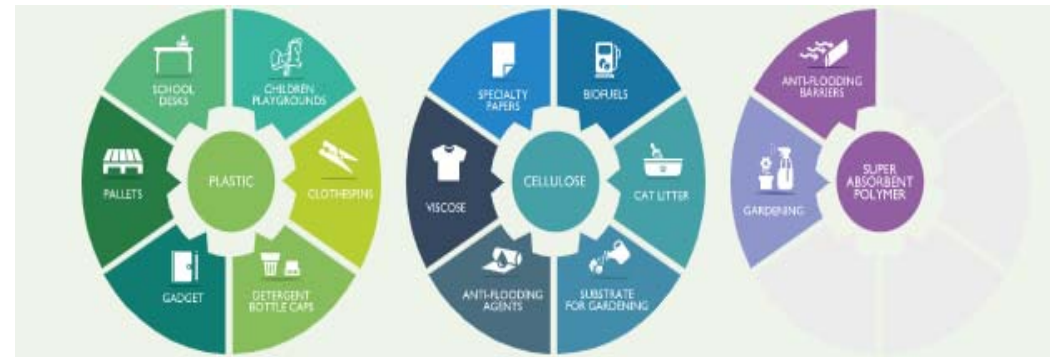 SCHOOL
DESKS
CHILDREN
PLAYGROUNDS
PALLETS
PLASTIC
CLOTHESPINS
GADGET
DETERGENT
BOTTLE CAPS
SPECIALTY
PAPERS
BIOFUELS
VISCOSE
CELLULOSE
CAT LITTER
ANTI-FLOODING
AGENTS
SUBSTRATE
FOR GARDENING
ANTI-FLOODING
BARRIERS
GARDENING
SUPER
ABSORBENT
POLYMER